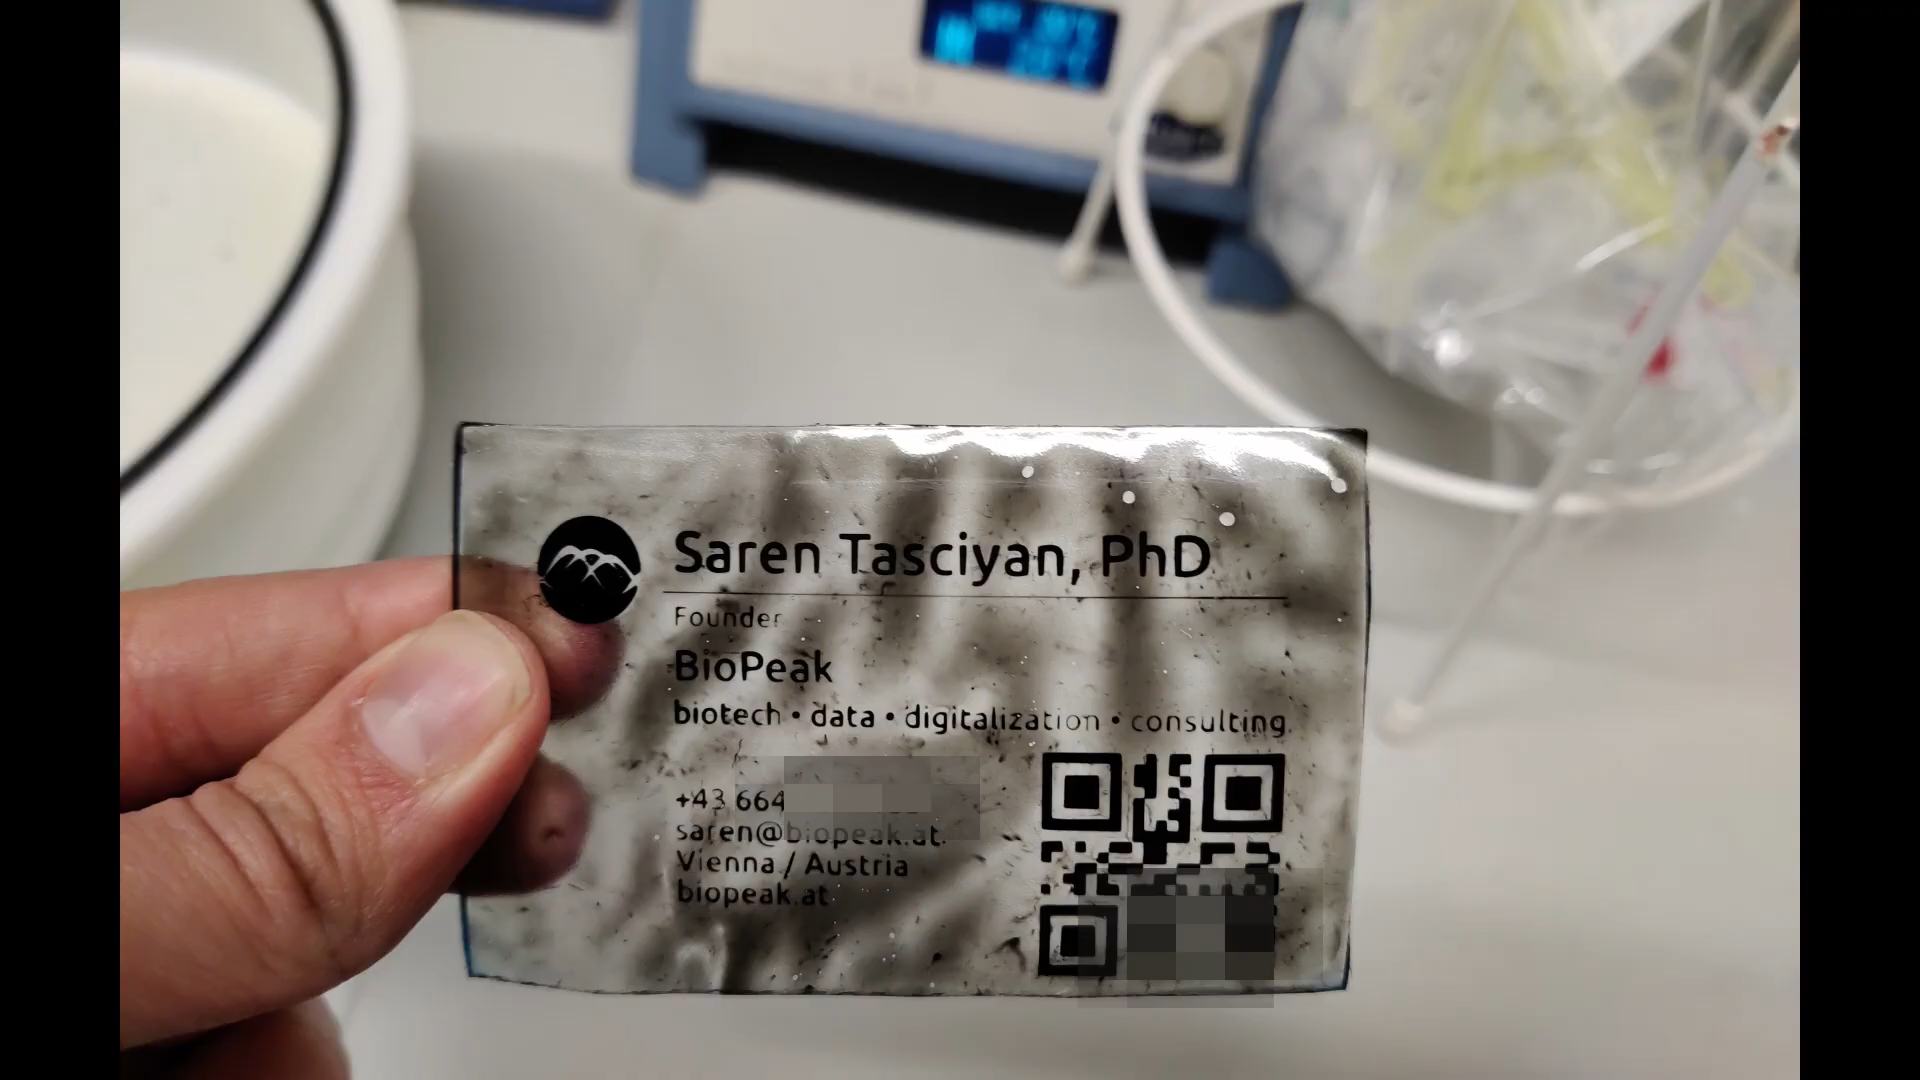 Saren Tasciyan, PhD
Founder
BioPeak
biotech • data • digitalization • consulting
+43 664
saren@biopeak.at
Vienna / Austria
biopeak.at